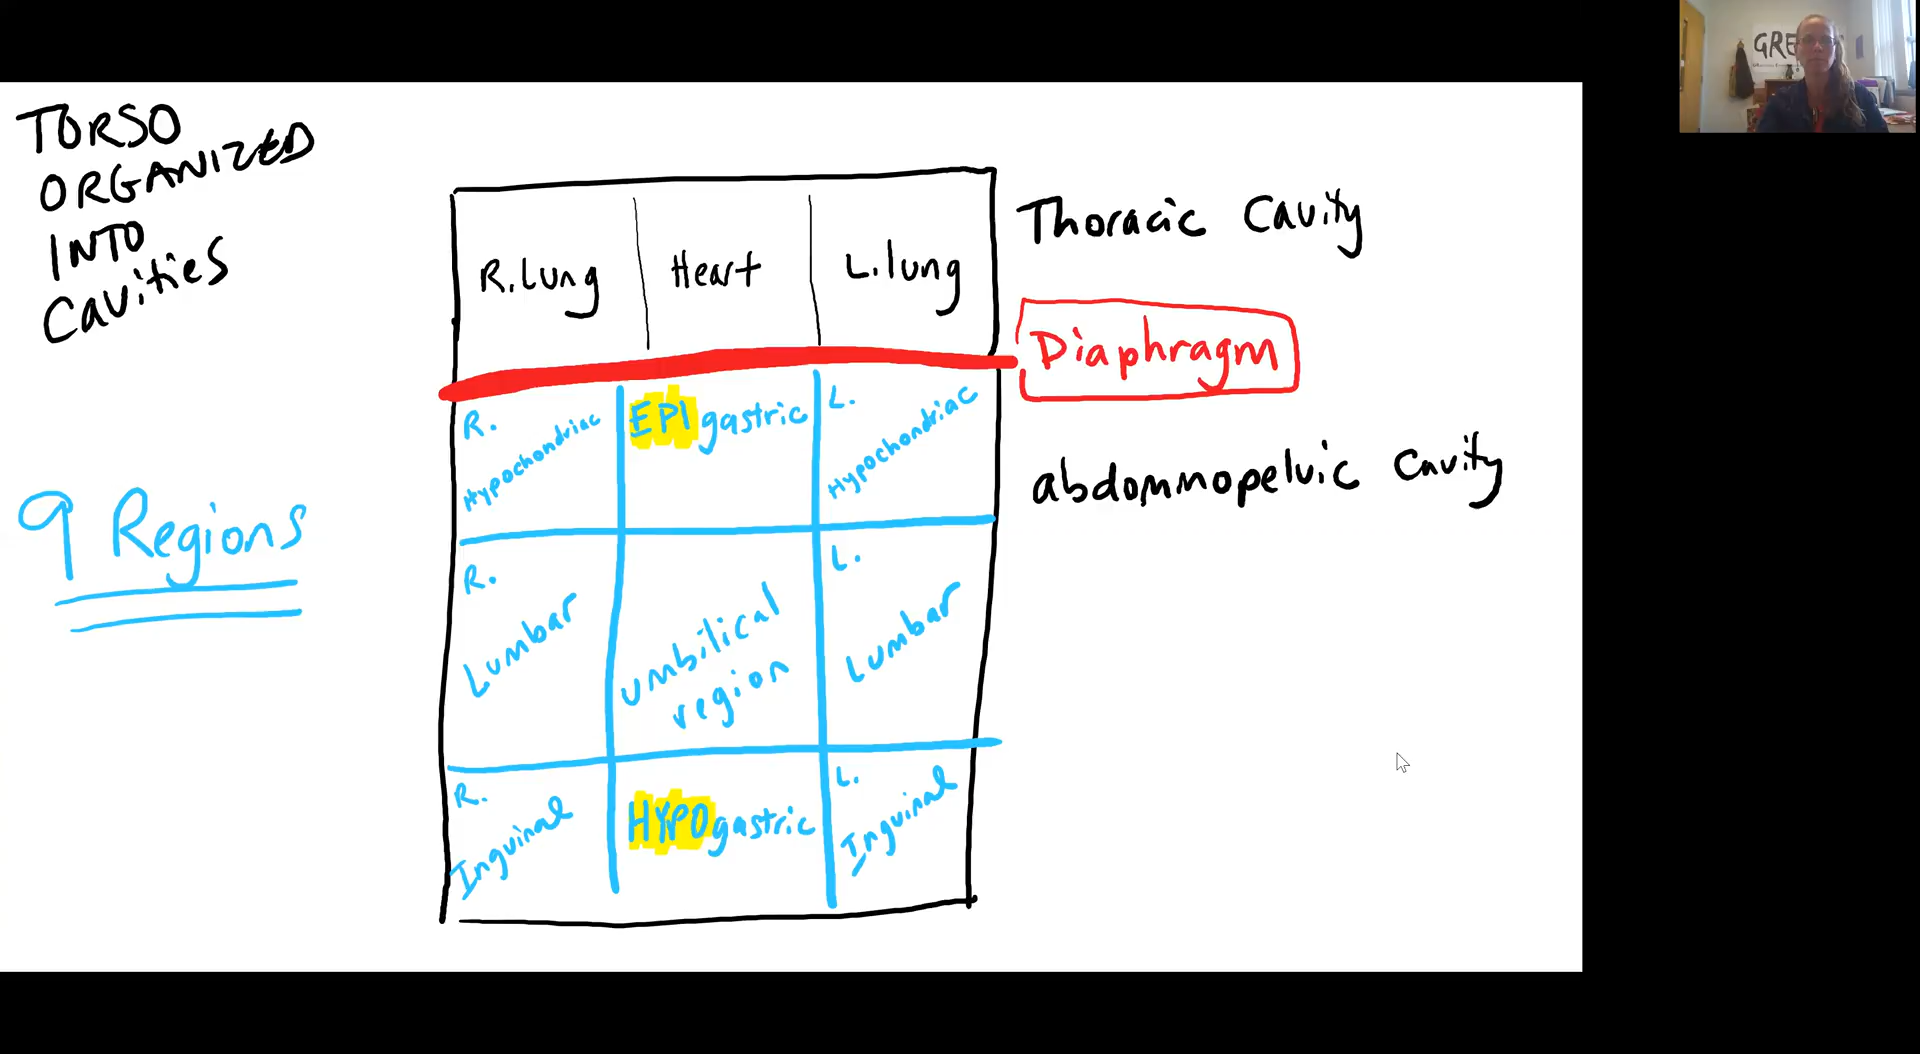 TORSO
ORGANIZED
INTO
Cavities
9 Regions
R.Lung
Heart
L.lung
Thoracic Cavity
Diaphragm
abdommopelvic Cavity
R.
Hypochondriac
EPIgastric
L.
Hypochondriac
R.
Lumbar
umbilical
region
L.
Lumbar
R.
Inguinal
HYPOgastric
L.
Inguinal